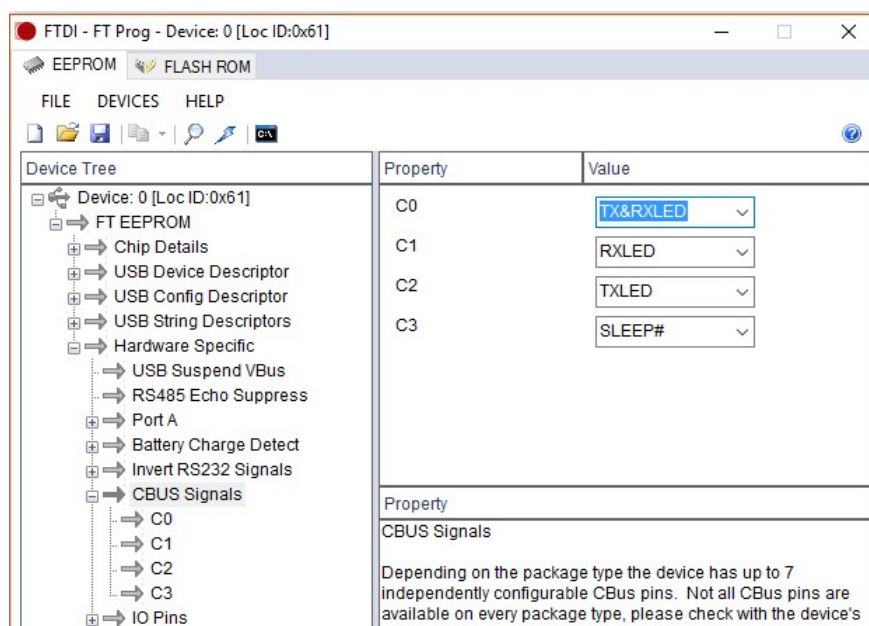 FTDI - FT Prog - Device: 0 [Loc ID:0x61]
EEPROM FLASH ROM
FILE DEVICES HELP
C:\
Device Tree
Device: 0 [Loc ID:0x61]
FT EEPROM
Chip Details
USB Device Descriptor
USB Config Descriptor
USB String Descriptors
Hardware Specific
USB Suspend VBus
RS485 Echo Suppress
Port A
Battery Charge Detect
Invert RS232 Signals
CBUS Signals
C0
C1
C2
C3
IO Pins
Property Value
C0 TX&RXLED
C1 RXLED
C2 TXLED
C3 SLEEP#
Property
CBUS Signals
Depending on the package type the device has up to 7
independently configurable CBus pins. Not all CBus pins are
available on every package type, please check with the device's